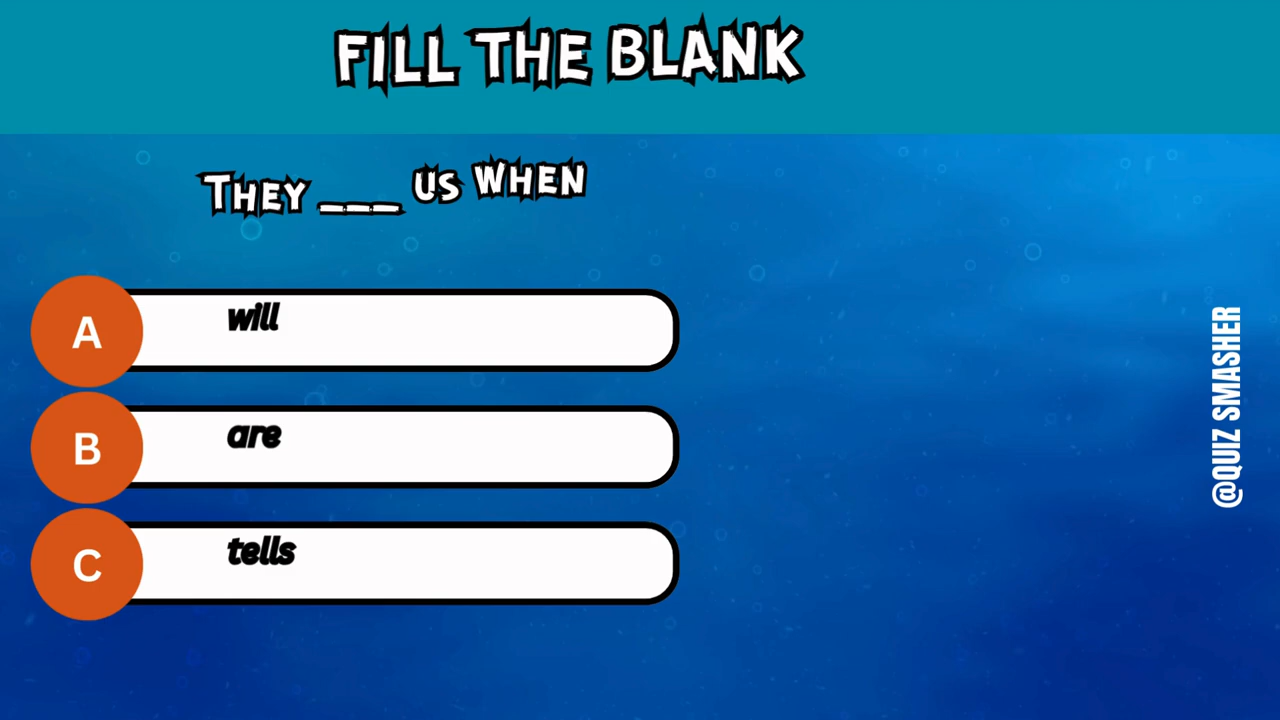 FILL THE BLANK
THEY ___ US WHEN
A will
B are
C tells
@QUIZ SMASHER